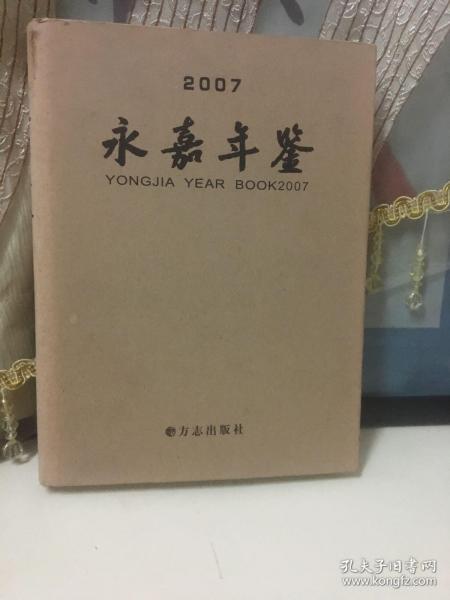 2007
永嘉年鉴
YONGJIA YEAR BOOK2007
方志出版社
孔夫子旧书网
www.kongfz.com